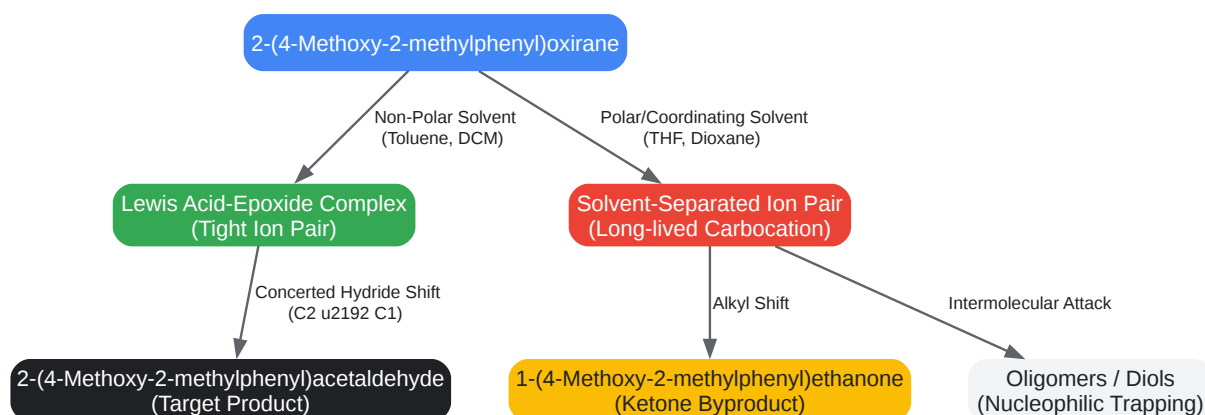 2-(4-Methoxy-2-methylphenyl)oxirane
Non-Polar Solvent
(Toluene, DCM)
Polar/Coordinating Solvent
(THF, Dioxane)
Lewis Acid-Epoxide Complex
(Tight Ion Pair)
Solvent-Separated Ion Pair
(Long-lived Carbocation)
Concerted Hydride Shift
(C2 u2192 C1)
Alkyl Shift
Intermolecular Attack
2-(4-Methoxy-2-methylphenyl)acetaldehyde
(Target Product)
1-(4-Methoxy-2-methylphenyl)ethanone
(Ketone Byproduct)
Oligomers / Diols
(Nucleophilic Trapping)